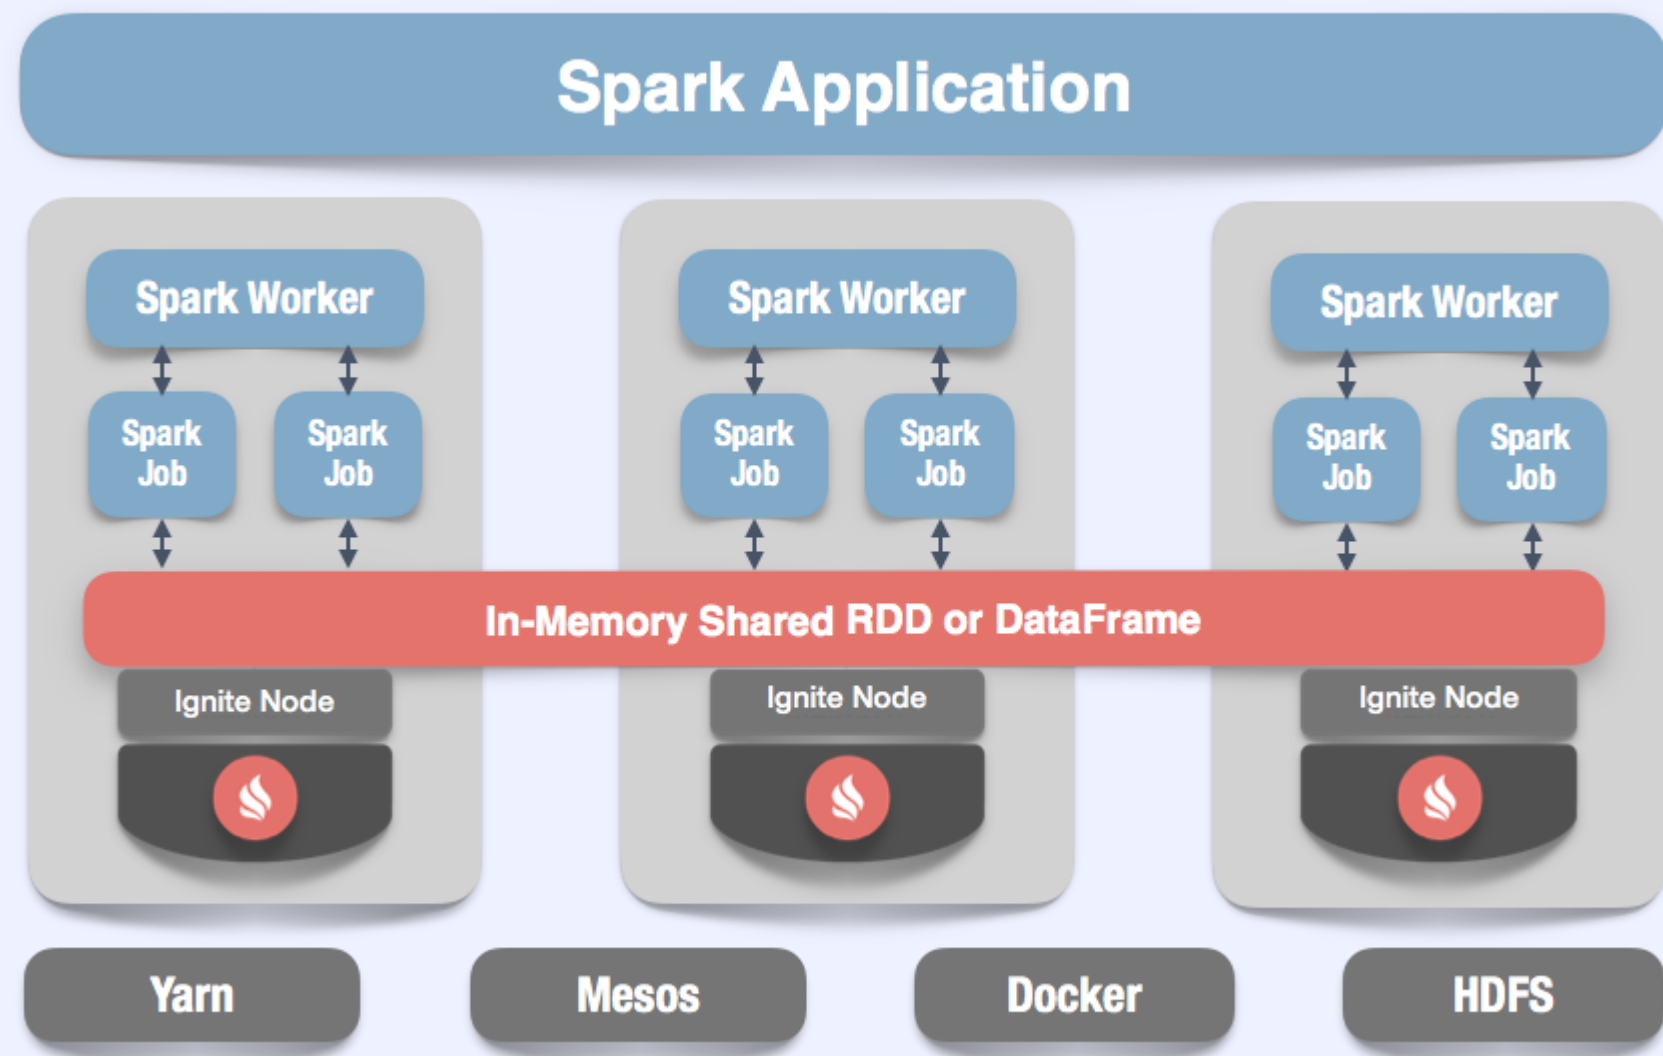 Spark Application
Spark Worker
Spark Worker
Spark Worker
Spark
Job
Spark
Job
Spark
Job
Spark
Job
Spark
Job
Spark
Job
In-Memory Shared RDD or DataFrame
Ignite Node
Ignite Node
Ignite Node
Yarn
Mesos
Docker
HDFS